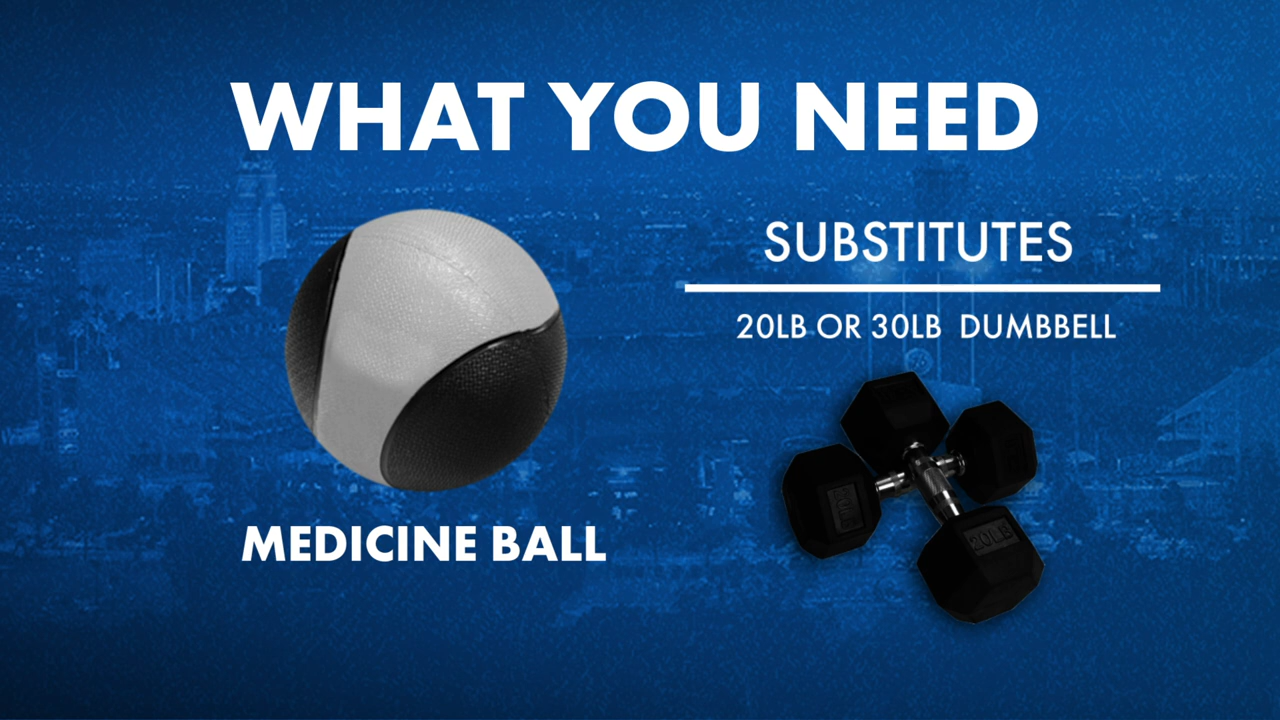 WHAT YOU NEED
SUBSTITUTES
20LB OR 30LB DUMBBELL
20LB
MEDICINE BALL